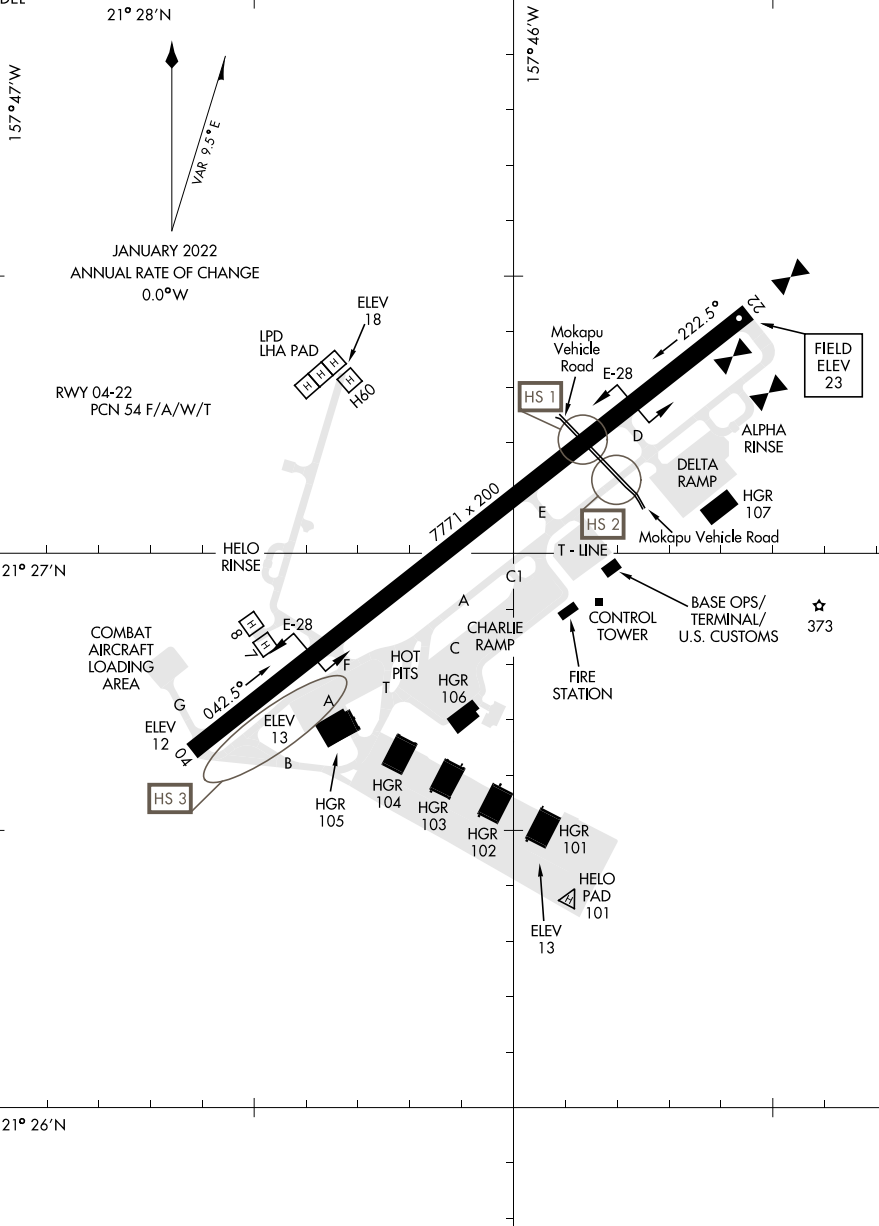 21° 28'N
157°47'W
157°46'W
VAR 9.5°E
JANUARY 2022
ANNUAL RATE OF CHANGE
0.0°W
ELEV
18
LPD
LHA PAD
H
H
H
H
H60
RWY 04-22
PCN 54 F/A/W/T
Mokapu
Vehicle
Road
222.5°
22
FIELD
ELEV
23
E-28
HS 1
D
ALPHA
RINSE
DELTA
RAMP
HGR
107
7771 x 200
E
HS 2
Mokapu Vehicle Road
HELO
RINSE
T - LINE
21° 27'N
C1
A
BASE OPS/
TERMINAL/
U.S. CUSTOMS
373
CONTROL
TOWER
FIRE
STATION
CHARLIE
RAMP
C
COMBAT
AIRCRAFT
LOADING
AREA
H
8
H
7
E-28
F
HOT
PITS
T
HGR
106
G
042.5°
ELEV
12
04
ELEV
13
A
B
HS 3
HGR
105
HGR
104
HGR
103
HGR
102
HGR
101
H
HELO
PAD
101
ELEV
13
21° 26'N